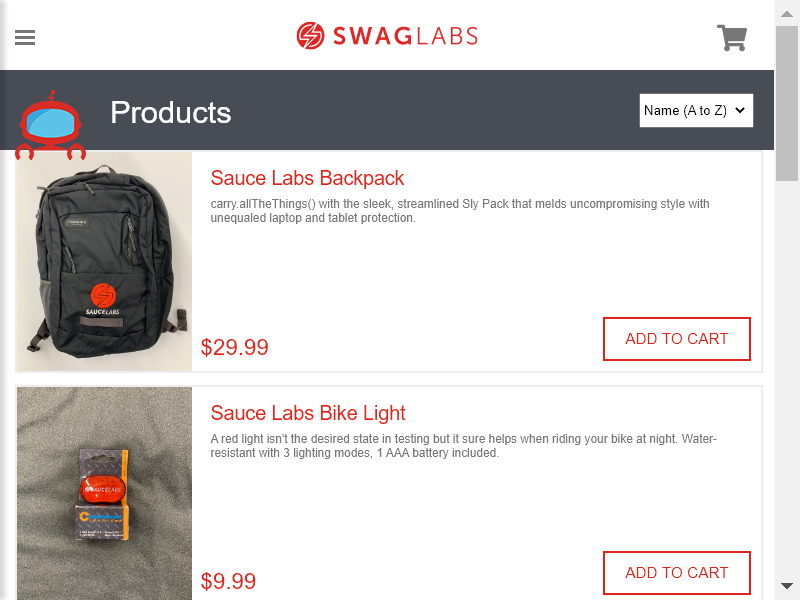 SWAGLABS
Products
Name (A to Z)
Sauce Labs Backpack
carry.allTheThings() with the sleek, streamlined Sly Pack that melds uncompromising style with
unequaled laptop and tablet protection.
SAUCELABS
$29.99
ADD TO CART
Sauce Labs Bike Light
A red light isn't the desired state in testing but it sure helps when riding your bike at night. Water-
resistant with 3 lighting modes, 1 AAA battery included.
SAUCELABS
$9.99
ADD TO CART